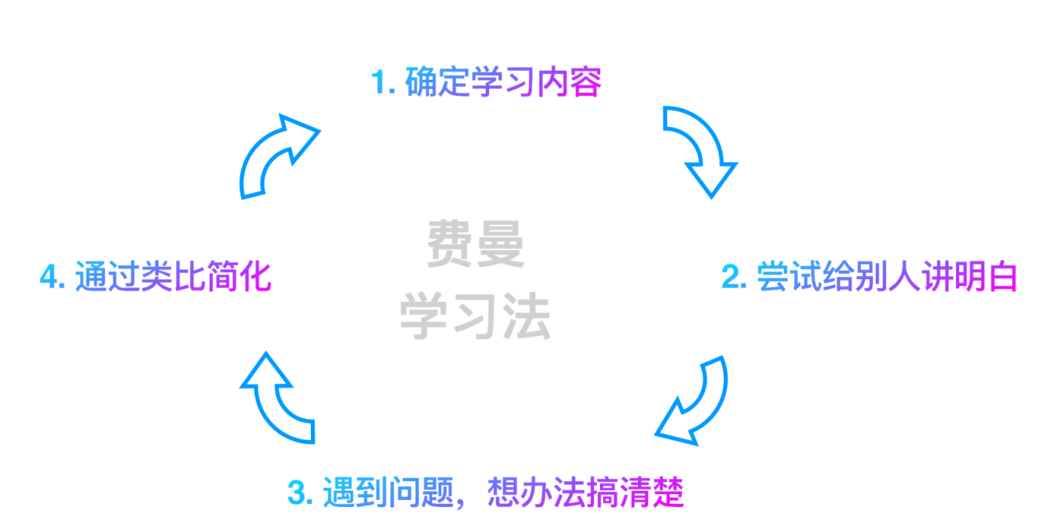 1. 确定学习内容
费曼
学习法
4. 通过类比简化
2. 尝试给别人讲明白
3. 遇到问题，想办法搞清楚